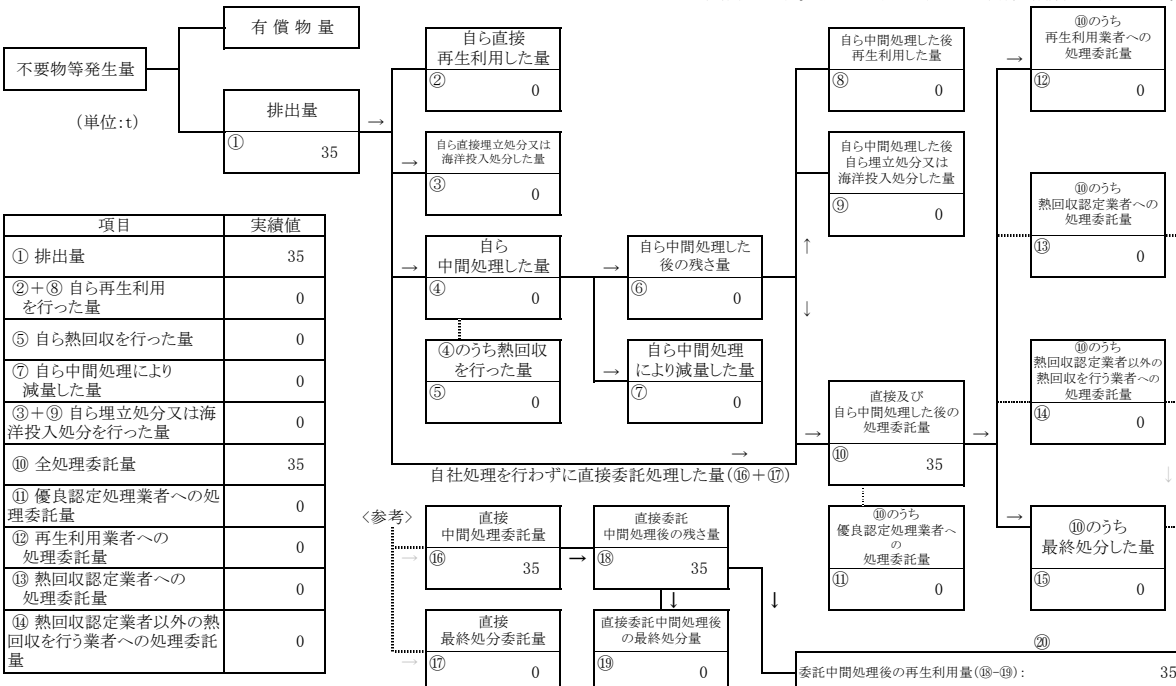 不要物等発生量
(単位:t)
有 償 物 量
排出量
①
35
→
自ら直接
再生利用した量
②
0
→
自ら直接埋立処分又は
海洋投入処分した量
③
0
→
自ら
中間処理した量
④
0
④のうち熱回収
を行った量
⑤
0
→
自ら中間処理した
後の残さ量
⑥
0
→
自ら中間処理
により減量した量
⑦
0
自ら中間処理した後
再生利用した量
⑧
0
自ら中間処理した後
自ら埋立処分又は
海洋投入処分した量
⑨
0
↑
↓
→
自社処理を行わずに直接委託処理した量(⑯+⑰)
→
直接及び
自ら中間処理した後の
処理委託量
⑩
35
→
⑩のうち
優良認定処理業者へ
の
処理委託量
⑪
0
→
⑩のうち
再生利用業者への
処理委託量
⑫
0
⑩のうち
熱回収認定業者への
処理委託量
⑬
0
⑩のうち
熱回収認定業者以外の
熱回収を行う業者への
処理委託量
⑭
0
↓
→
⑩のうち
最終処分した量
⑮
0
項目 実績値
① 排出量 35
②+⑧ 自ら再生利用
を行った量 0
⑤ 自ら熱回収を行った量 0
⑦ 自ら中間処理により
減量した量 0
③+⑨ 自ら埋立処分又は海
洋投入処分を行った量 0
⑩ 全処理委託量 35
⑪ 優良認定処理業者への処
理委託量 0
⑫ 再生利用業者への
処理委託量 0
⑬ 熱回収認定業者への
処理委託量 0
⑭ 熱回収認定業者以外の熱
回収を行う業者への処理委託
量 0
〈参考〉
→
直接
中間処理委託量
⑯
35
→
直接委託
中間処理後の残さ量
⑱
35
↓
↓
→
直接
最終処分委託量
⑰
0
直接委託中間処理後
の最終処分量
⑲
0
⑳
委託中間処理後の再生利用量(⑱-⑲): 35